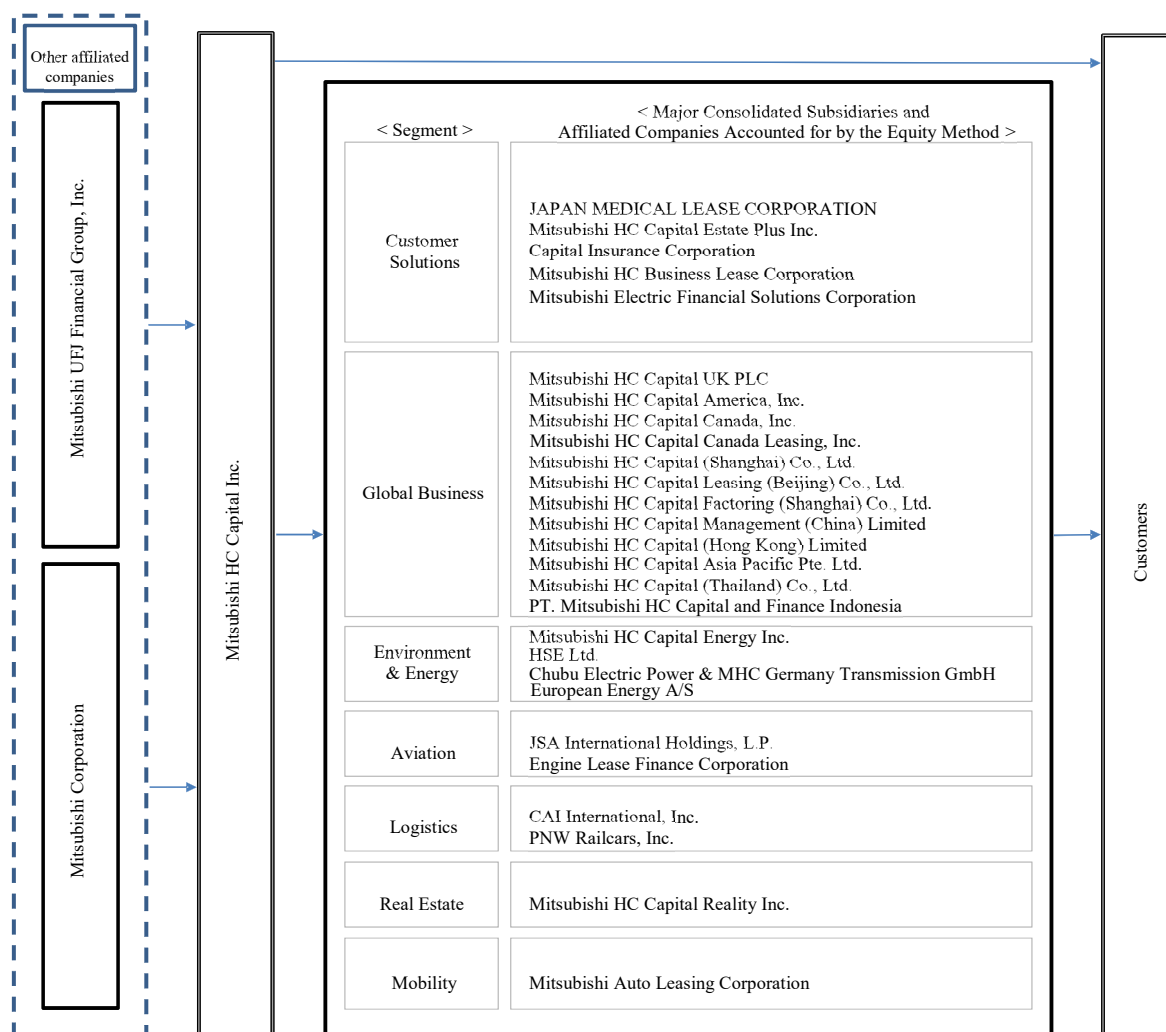 Other affiliated
companies
Mitsubishi UFJ Financial Group, Inc.
Mitsubishi Corporation
Mitsubishi HC Capital Inc.
< Segment >
< Major Consolidated Subsidiaries and
Affiliated Companies Accounted for by the Equity Method >
Customer
Solutions
JAPAN MEDICAL LEASE CORPORATION
Mitsubishi HC Capital Estate Plus Inc.
Capital Insurance Corporation
Mitsubishi HC Business Lease Corporation
Mitsubishi Electric Financial Solutions Corporation
Global Business
Mitsubishi HC Capital UK PLC
Mitsubishi HC Capital America, Inc.
Mitsubishi HC Capital Canada, Inc.
Mitsubishi HC Capital Canada Leasing, Inc.
Mitsubishi HC Capital (Shanghai) Co., Ltd.
Mitsubishi HC Capital Leasing (Beijing) Co., Ltd.
Mitsubishi HC Capital Factoring (Shanghai) Co., Ltd.
Mitsubishi HC Capital Management (China) Limited
Mitsubishi HC Capital (Hong Kong) Limited
Mitsubishi HC Capital Asia Pacific Pte. Ltd.
Mitsubishi HC Capital (Thailand) Co., Ltd.
PT. Mitsubishi HC Capital and Finance Indonesia
Environment
& Energy
Mitsubishi HC Capital Energy Inc.
HSE Ltd.
Chubu Electric Power & MHC Germany Transmission GmbH
European Energy A/S
Aviation
JSA International Holdings, L.P.
Engine Lease Finance Corporation
Logistics
CAI International, Inc.
PNW Railcars, Inc.
Real Estate
Mitsubishi HC Capital Reality Inc.
Mobility
Mitsubishi Auto Leasing Corporation
Customers